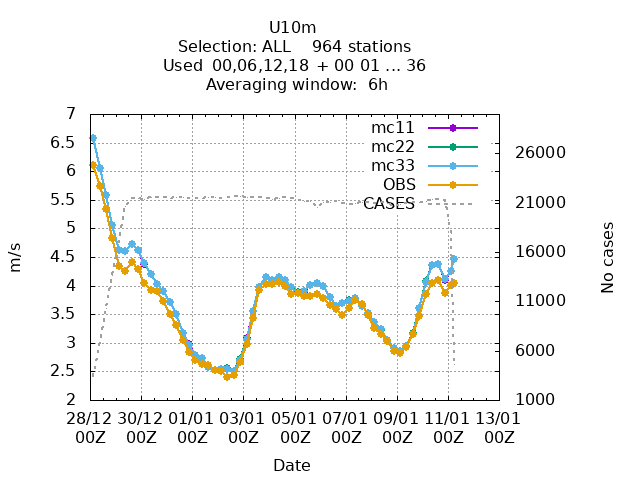 U10m
Selection: ALL    964 stations
Used  00,06,12,18  + 00 01 ... 36
Averaging window:  6h
7
6.5
6
5.5
5
4.5
4
3.5
3
2.5
2
m/s
mc11
mc22
mc33
OBS
CASES
26000
21000
16000
11000
6000
1000
No cases
28/12 30/12 01/01 03/01 05/01 07/01 09/01 11/01 13/01
00Z 00Z 00Z 00Z 00Z 00Z 00Z 00Z 00Z
Date